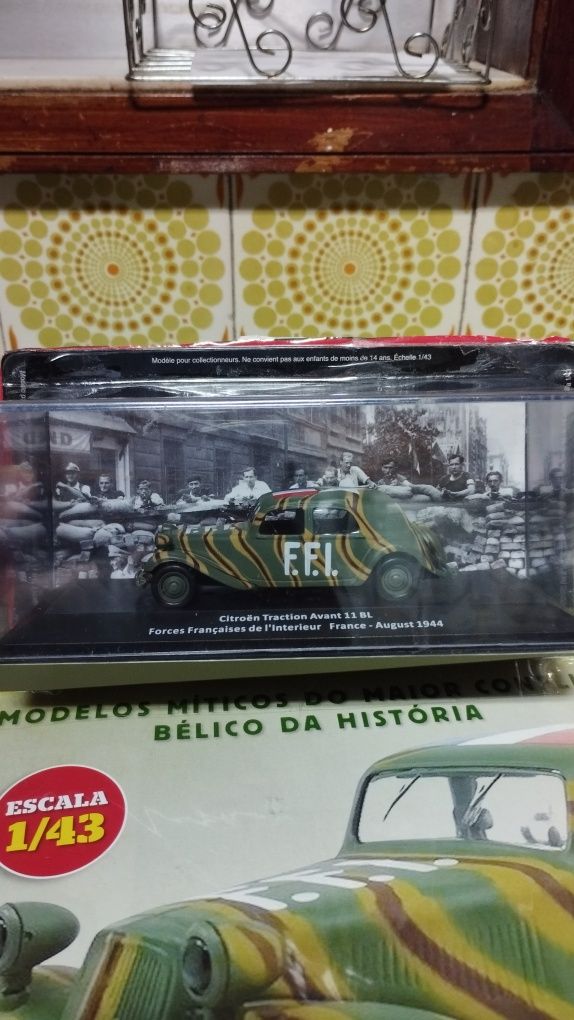 Modèle pour collectionneurs. Ne convient pas aux enfants de moins de 14 ans. Échelle 1/43
F.F.I.
Citroën Traction Avant 11 BL
Forces Françaises de l'Interieur France - August 1944
MODELOS MÍTICOS DO MAIOR
BÉLICO DA HISTÓRIA
ESCALA
1/43
F.F.I.